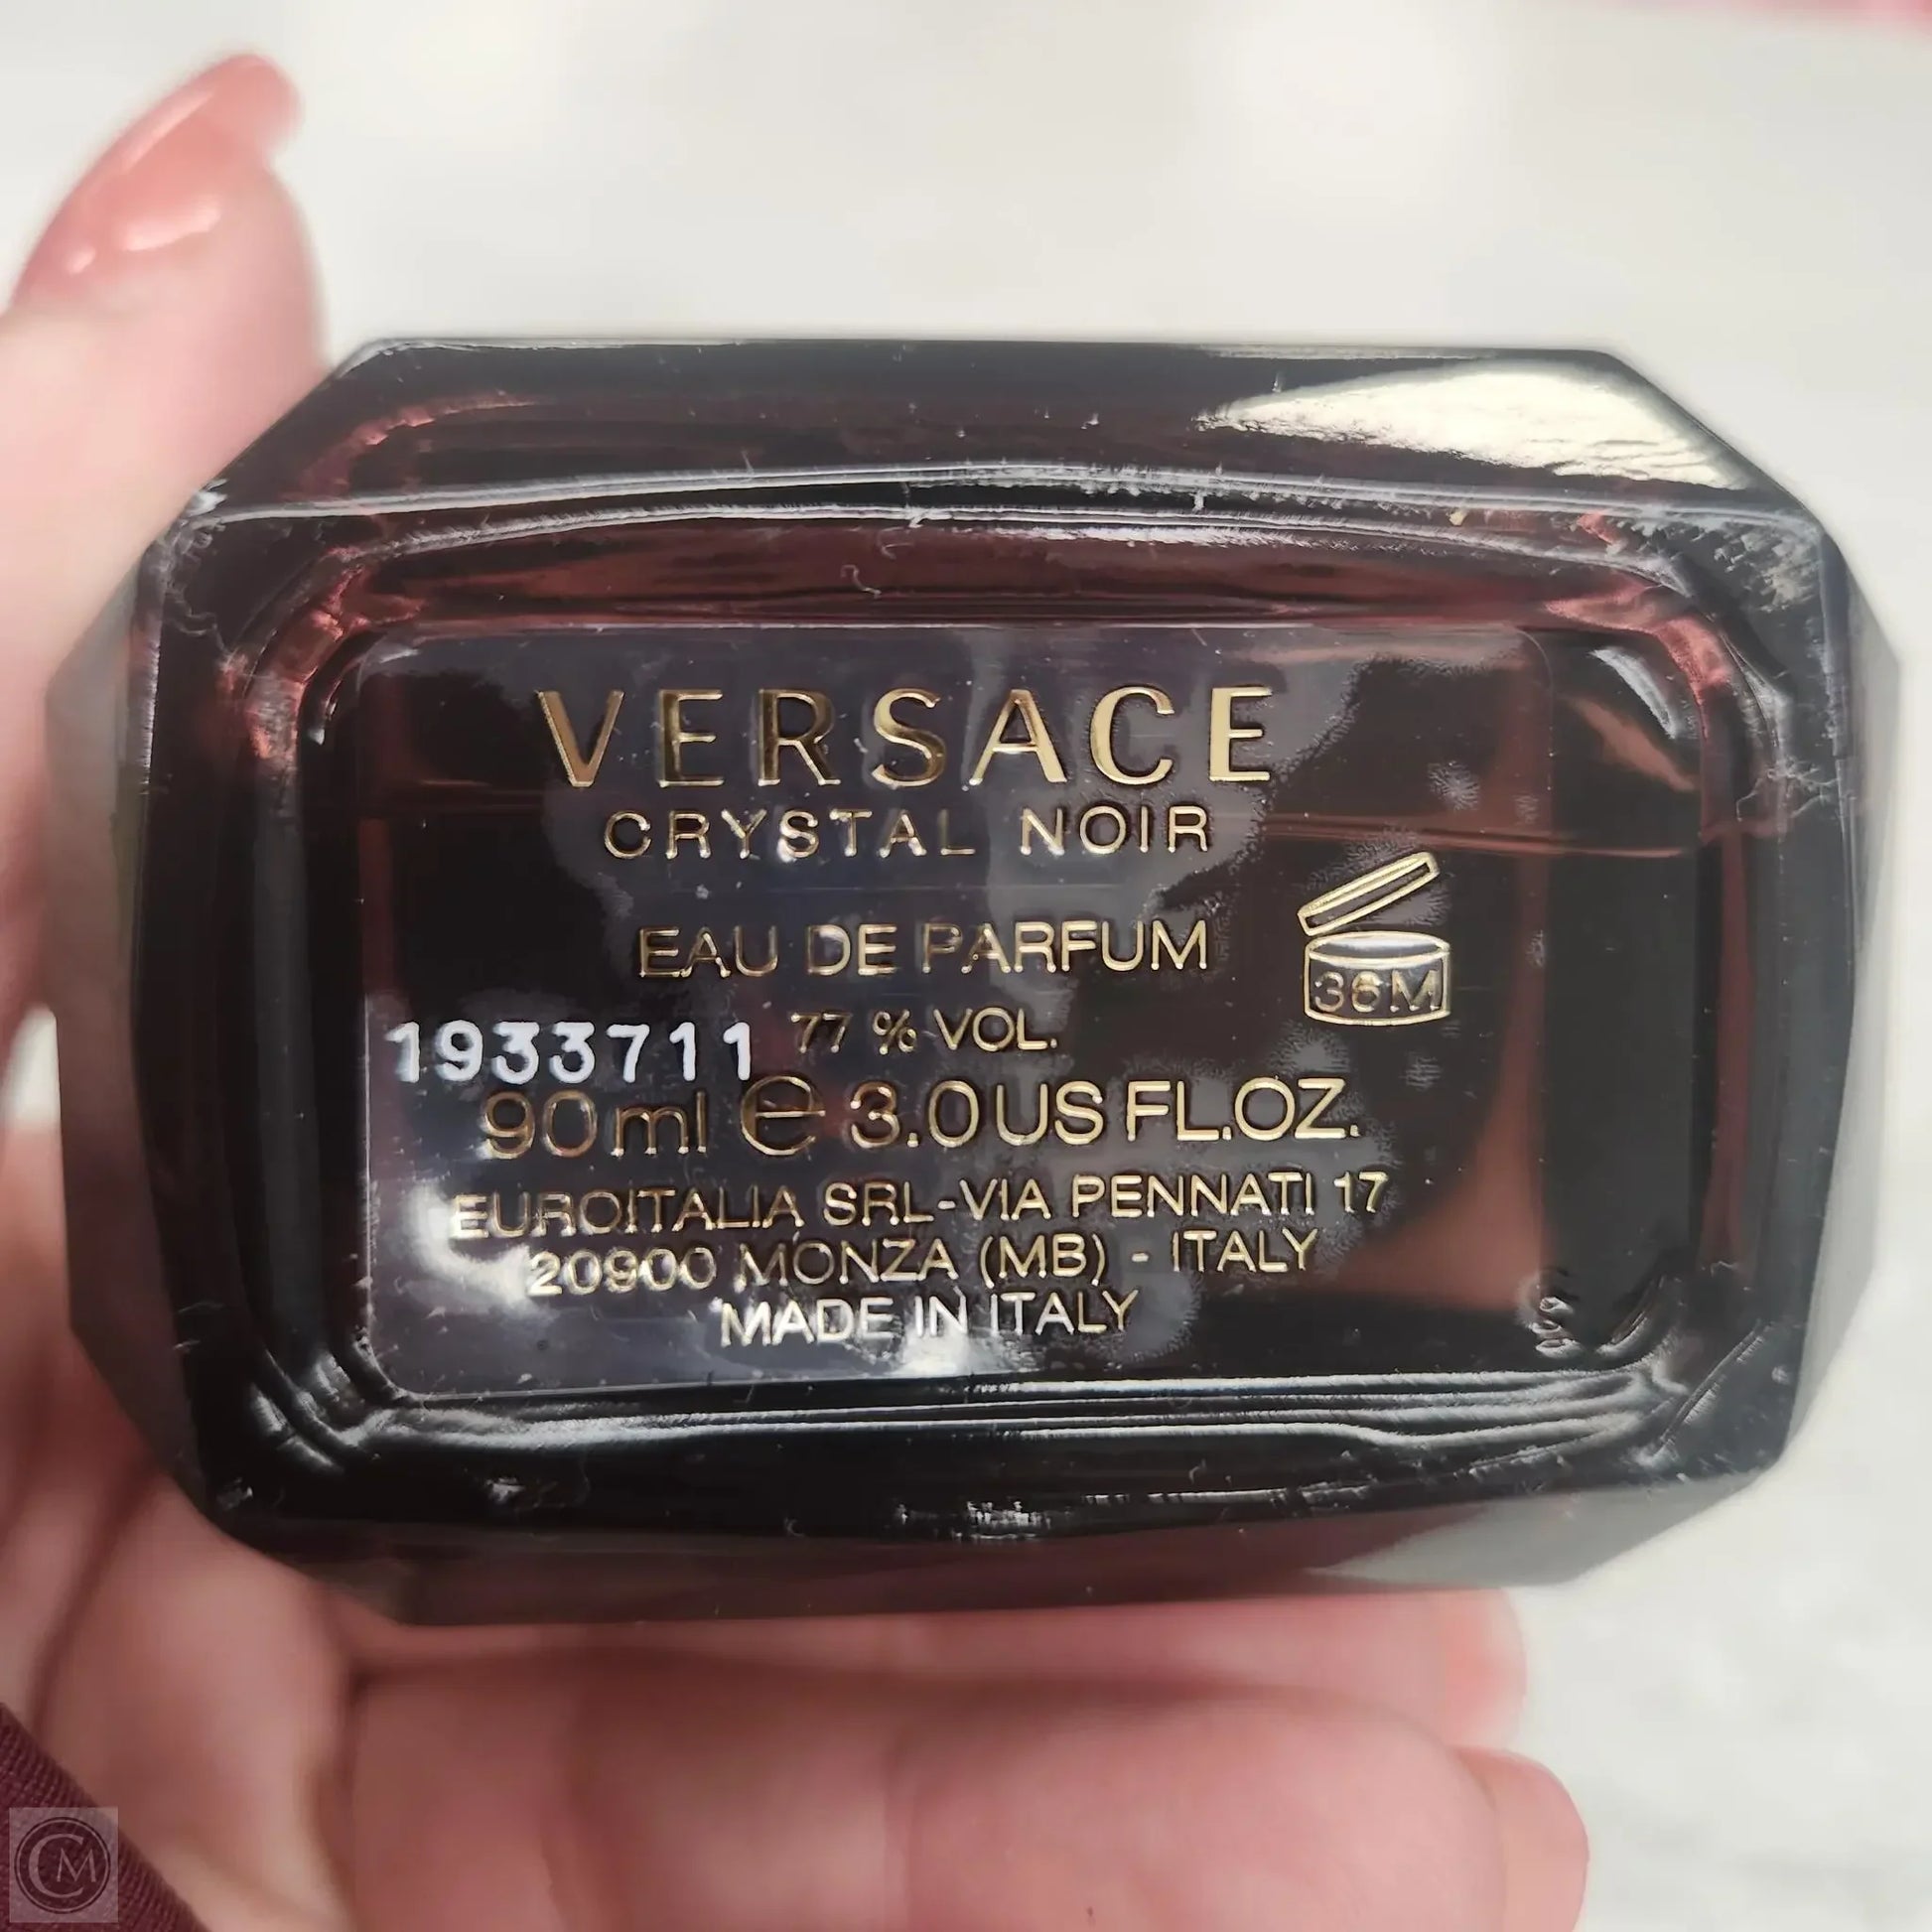 VERSACE
CRYSTAL NOIR
EAU DE PARFUM
36M
1933711 77 % VOL.
90ml e 3.0 US FL.OZ.
EUROITALIA SRL-VIA PENNATI 17
20900 MONZA (MB) - ITALY
MADE IN ITALY
CM